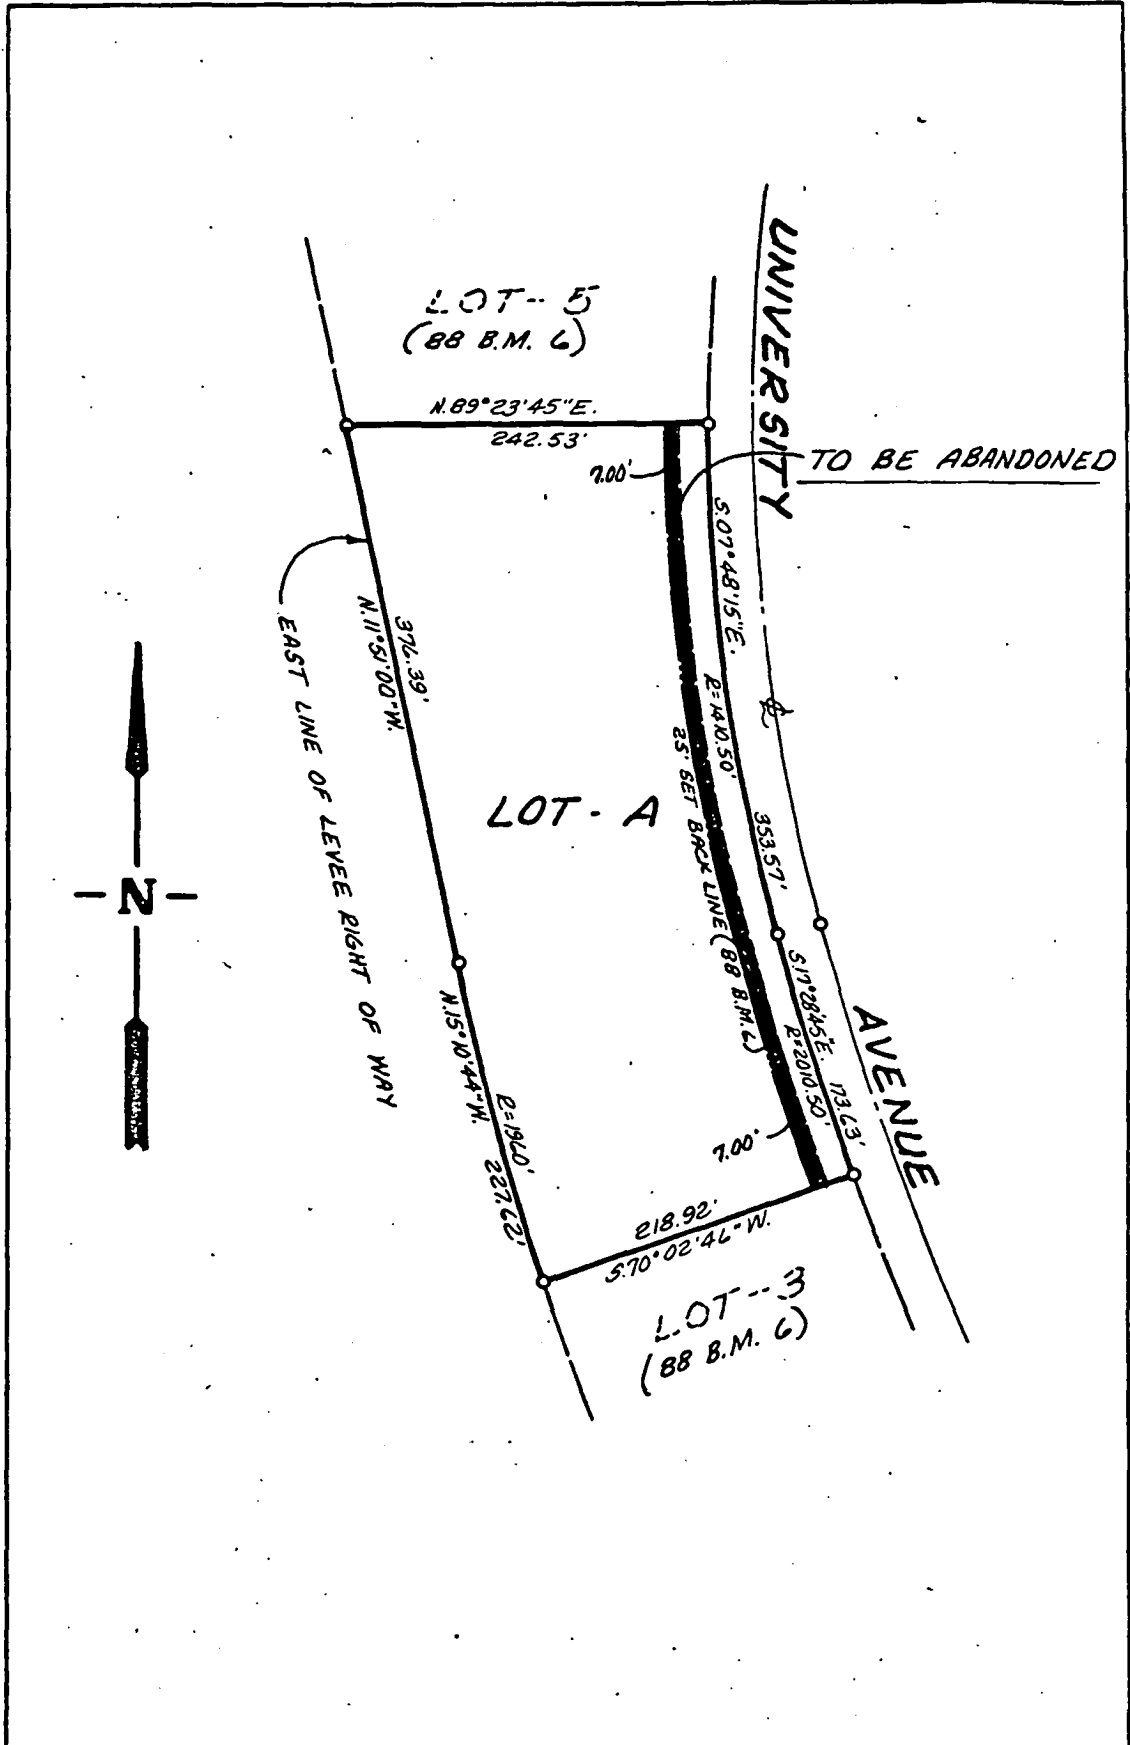 LOT-- 5
(88 B.M. 6)
UNIVERSITY
AVENUE
N.89°23'45"E.
242.53'
7.00'
TO BE ABANDONED
S.07°48'15"E.
R=1410.50'
353.57'
25' SET BACK LINE (88 B.M.6)
376.39'
N.11°51'00"W.
EAST LINE OF LEVEE RIGHT OF WAY
LOT - A
- N -
S.17°28'45"E. 173.63'
R=2010.50'
N.15°10'44"W.
R=1960'
227.62'
7.00'
218.92'
S.70°02'46"W.
LOT--3
(88 B.M. 6)